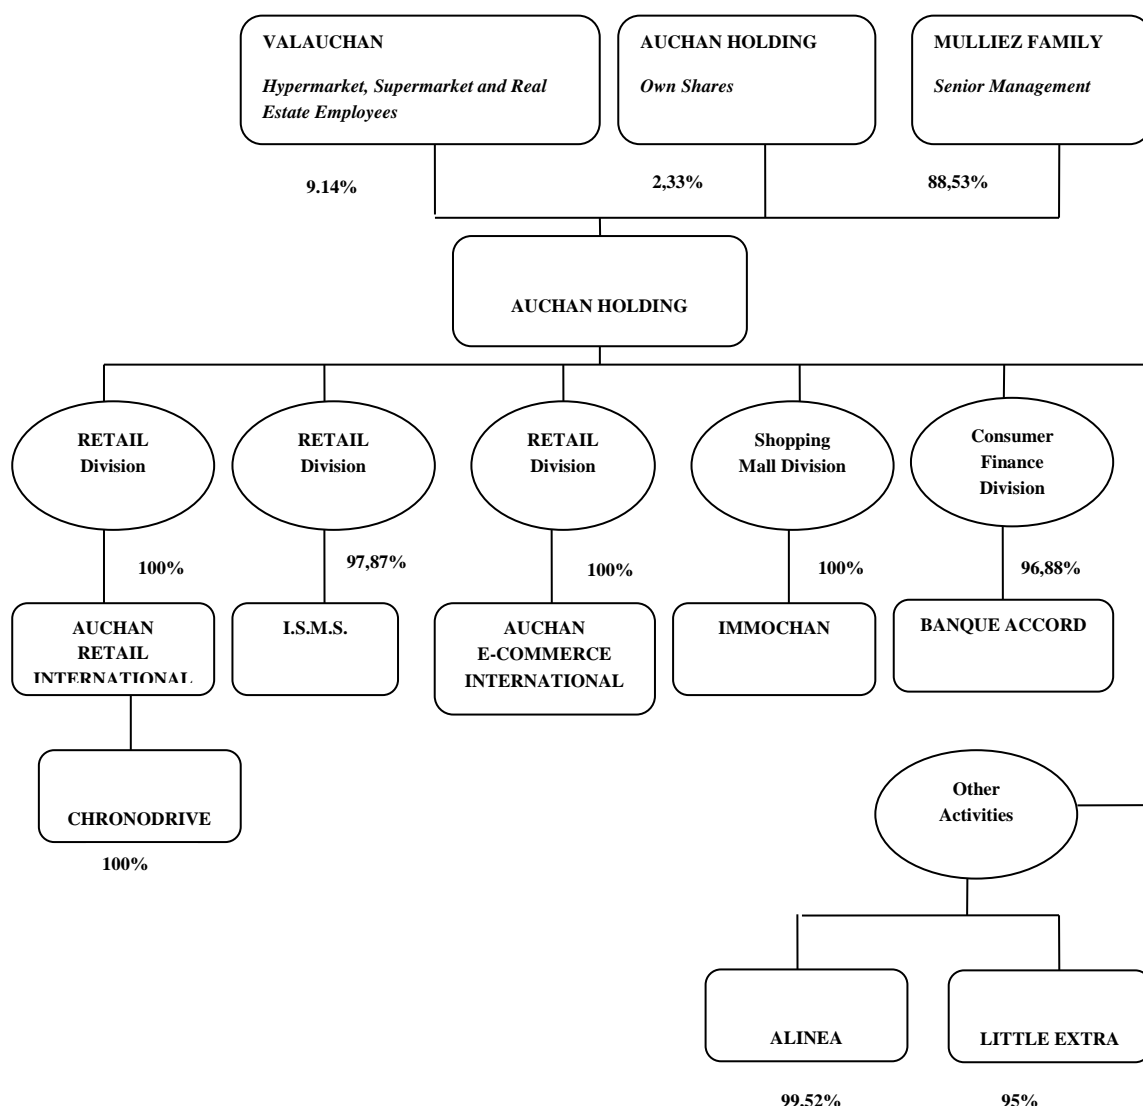 VALAUCHAN
Hypermarket, Supermarket and Real
Estate Employees
AUCHAN HOLDING
Own Shares
MULLIEZ FAMILY
Senior Management
9.14%
2,33%
88,53%
AUCHAN HOLDING
RETAIL
Division
RETAIL
Division
RETAIL
Division
Shopping
Mall Division
Consumer
Finance
Division
100%
97,87%
100%
100%
96,88%
AUCHAN
RETAIL
INTERNATIONAL
I.S.M.S.
AUCHAN
E-COMMERCE
INTERNATIONAL
IMMOCHAN
BANQUE ACCORD
CHRONODRIVE
100%
Other
Activities
ALINEA
LITTLE EXTRA
99.52%
95%